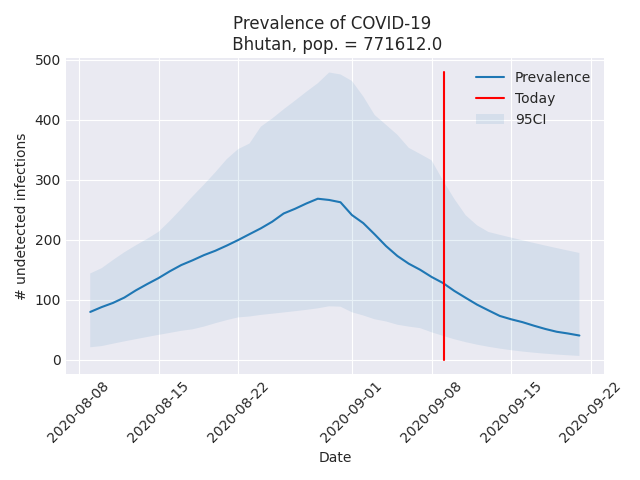 Prevalence of COVID-19
Bhutan, pop. = 771612.0
500
400
300
200
100
0
# undetected infections
Prevalence
Today
95CI
2020-08-08
2020-08-15
2020-08-22
2020-09-01
2020-09-08
2020-09-15
2020-09-22
Date